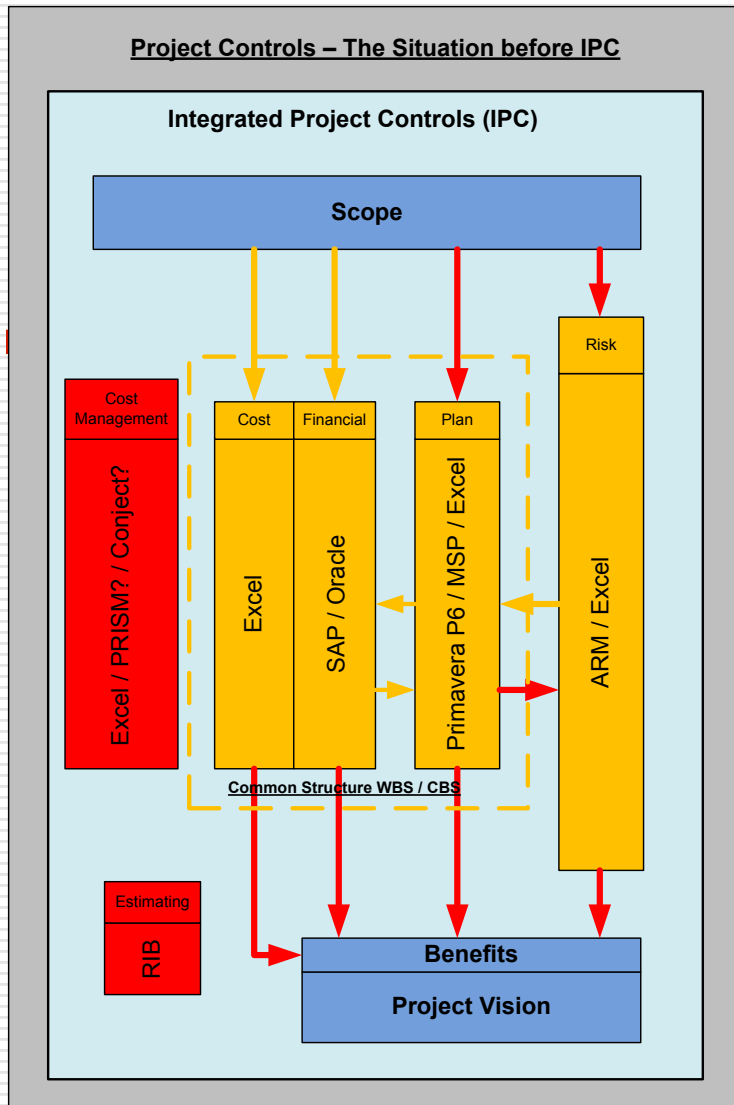 Project Controls – The Situation before IPC
Integrated Project Controls (IPC)
Scope
Risk
ARM / Excel
Cost
Management
Excel / PRISM? / Conject?
Cost
Excel
Financial
SAP / Oracle
Plan
Primavera P6 / MSP / Excel
Common Structure WBS / CBS
Estimating
RIB
Benefits
Project Vision